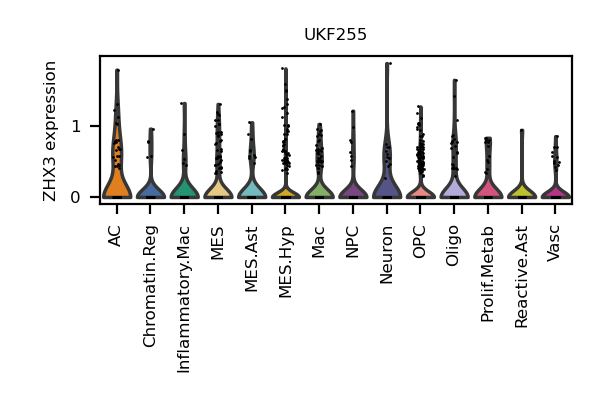 UKF255
ZHX3 expression
1
0
AC
Chromatin.Reg
Inflammatory.Mac
MES
MES.Ast
MES.Hyp
Mac
NPC
Neuron
OPC
Oligo
Prolif.Metab
Reactive.Ast
Vasc